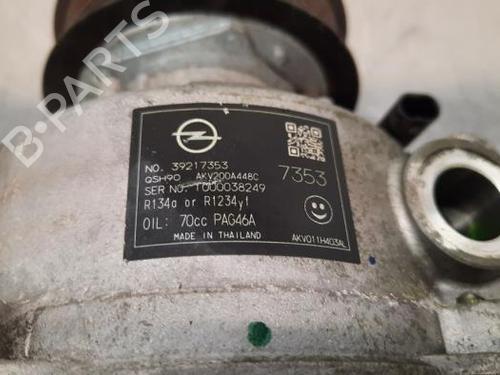 B-PARTS
NO. 39217353
7353
QSH90 AKV200A448C
SER NO. T000038249
R134a or R1234yf
OIL: 70cc PAG46A
MADE IN THAILAND
AKV011H403AL